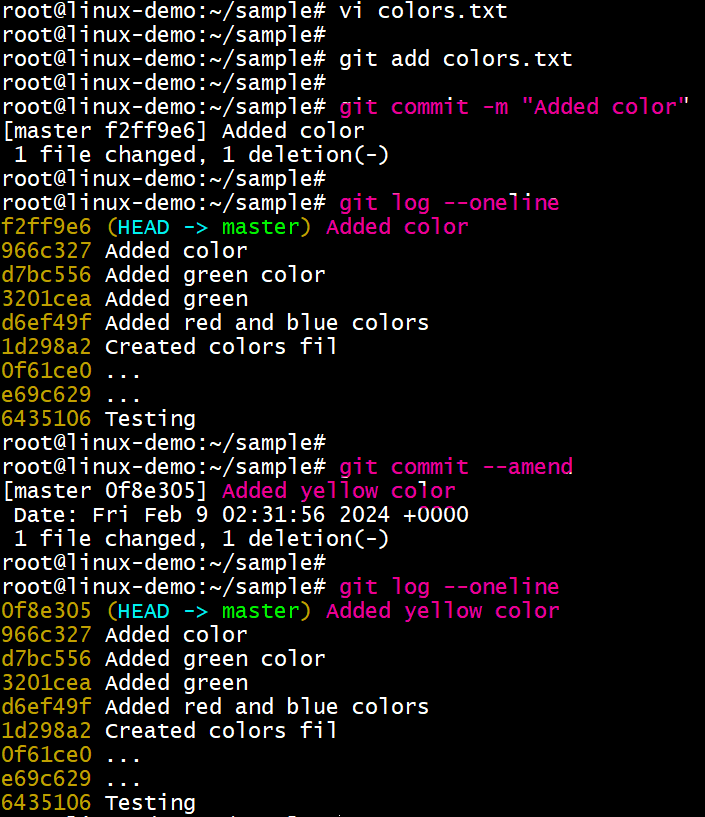 root@linux-demo:~/sample# vi colors.txt
root@linux-demo:~/sample#
root@linux-demo:~/sample# git add colors.txt
root@linux-demo:~/sample#
root@linux-demo:~/sample# git commit -m "Added color"
[master f2ff9e6] Added color
 1 file changed, 1 deletion(-)
root@linux-demo:~/sample#
root@linux-demo:~/sample# git log --oneline
f2ff9e6 (HEAD -> master) Added color
966c327 Added color
d7bc556 Added green color
3201cea Added green
d6ef49f Added red and blue colors
1d298a2 Created colors fil
0f61ce0 ...
e69c629 ...
6435106 Testing
root@linux-demo:~/sample#
root@linux-demo:~/sample# git commit --amend
[master 0f8e305] Added yellow color
 Date: Fri Feb 9 02:31:56 2024 +0000
 1 file changed, 1 deletion(-)
root@linux-demo:~/sample#
root@linux-demo:~/sample# git log --oneline
0f8e305 (HEAD -> master) Added yellow color
966c327 Added color
d7bc556 Added green color
3201cea Added green
d6ef49f Added red and blue colors
1d298a2 Created colors fil
0f61ce0 ...
e69c629 ...
6435106 Testing